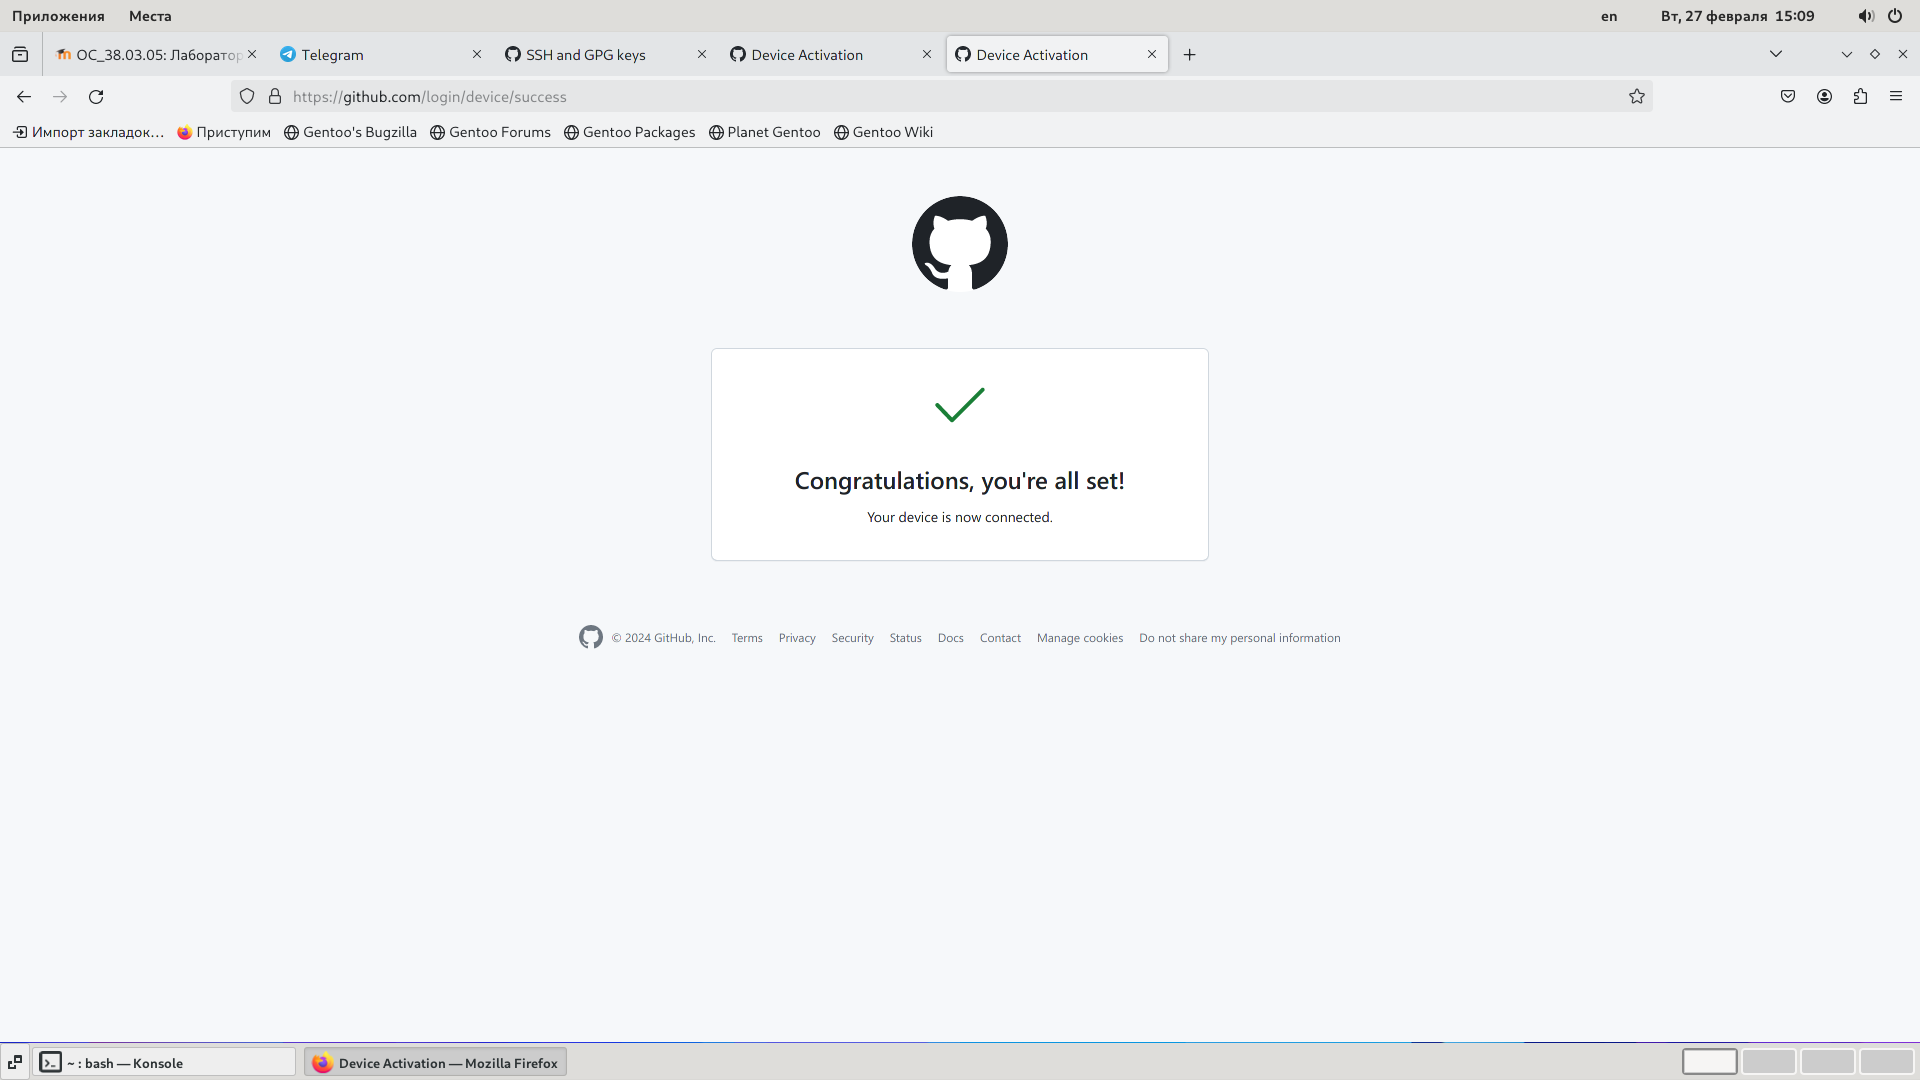 Приложения Места en Вт, 27 февраля 15:09
ОС_38.03.05: Лаборатор Telegram SSH and GPG keys Device Activation Device Activation
https://github.com/login/device/success
Импорт закладок… Приступим Gentoo's Bugzilla Gentoo Forums Gentoo Packages Planet Gentoo Gentoo Wiki
Congratulations, you're all set!
Your device is now connected.
© 2024 GitHub, Inc. Terms Privacy Security Status Docs Contact Manage cookies Do not share my personal information
~ : bash — Konsole Device Activation — Mozilla Firefox